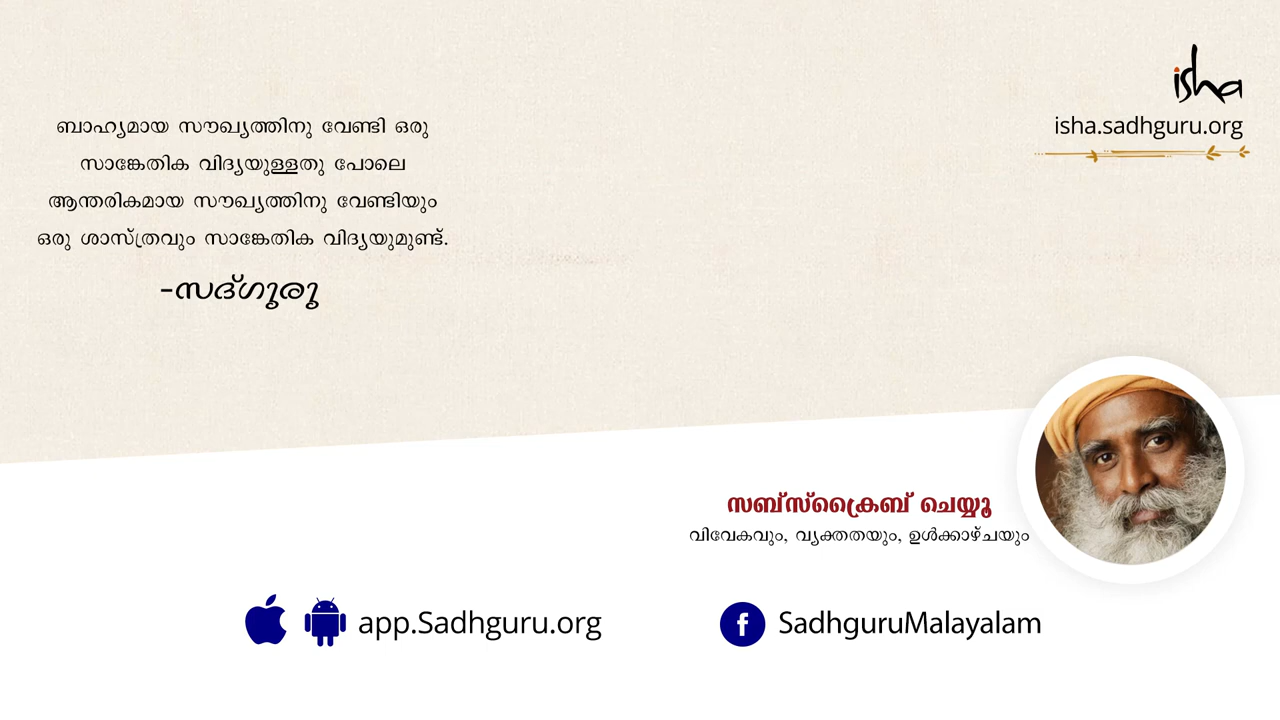 ബാഹ്യമായ സൗഖ്യത്തിനു വേണ്ടി ഒരു
സാങ്കേതിക വിദ്യയുള്ളതു പോലെ
ആന്തരികമായ സൗഖ്യത്തിനു വേണ്ടിയും
ഒരു ശാസ്ത്രവും സാങ്കേതിക വിദ്യയുമുണ്ട്.
-സദ്ഗുരു
isha
isha.sadhguru.org
സബ്സ്ക്രൈബ് ചെയ്യൂ
വിവേകവും, വ്യക്തതയും, ഉൾക്കാഴ്ചയും
app.Sadhguru.org
f SadhguruMalayalam